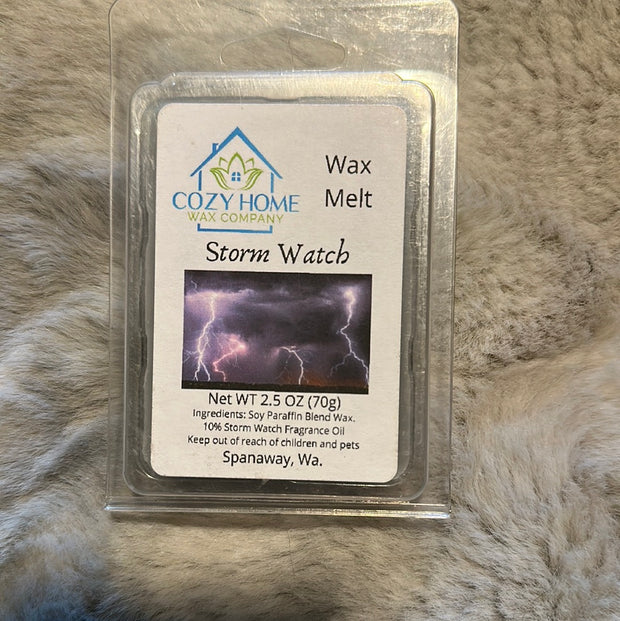 COZY HOME
WAX COMPANY
Wax
Melt
Storm Watch
Net WT 2.5 OZ (70g)
Ingredients: Soy Paraffin Blend Wax.
10% Storm Watch Fragrance Oil
Keep out of reach of children and pets
Spanaway, Wa.